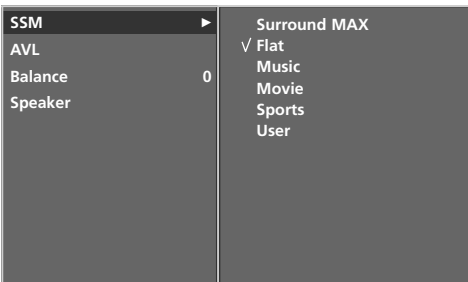 SSM ►
AVL
Balance 0
Speaker
Surround MAX
√ Flat
Music
Movie
Sports
User